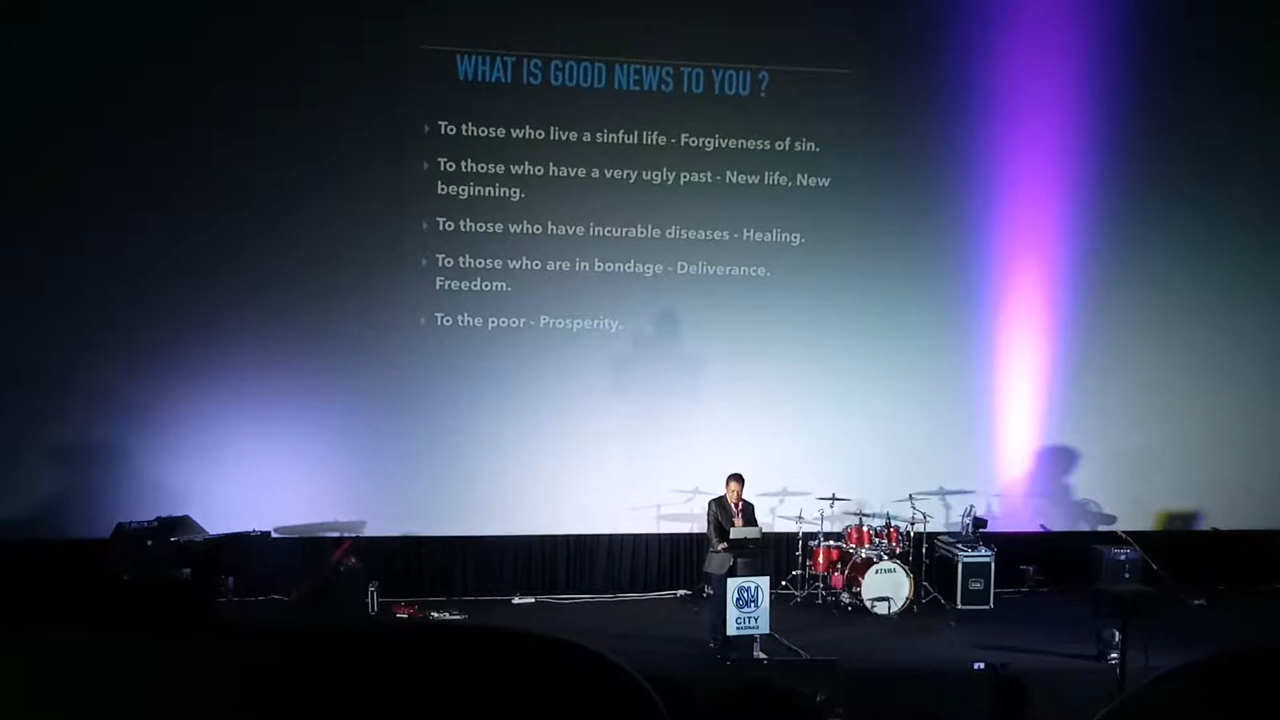 WHAT IS GOOD NEWS TO YOU ?
To those who live a sinful life - Forgiveness of sin.
To those who have a very ugly past - New life, New
beginning.
To those who have incurable diseases - Healing.
To those who are in bondage - Deliverance.
Freedom.
To the poor - Prosperity.
TAMA
SM
CITY
MASINAG